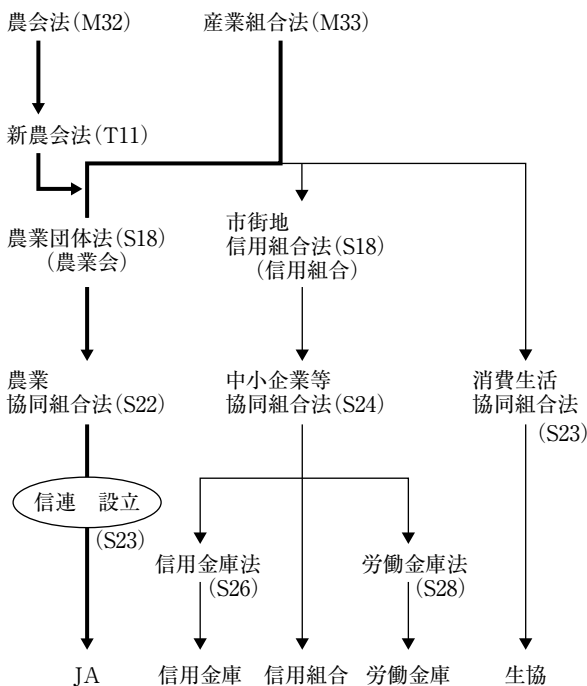 農会法(M32)
産業組合法(M33)
新農会法(T11)
農業団体法(S18)
(農業会)
市街地
信用組合法(S18)
(信用組合)
農業
協同組合法(S22)
中小企業等
協同組合法(S24)
消費生活
協同組合法
(S23)
信連 設立
(S23)
信用金庫法
(S26)
労働金庫法
(S28)
JA
信用金庫
信用組合
労働金庫
生協